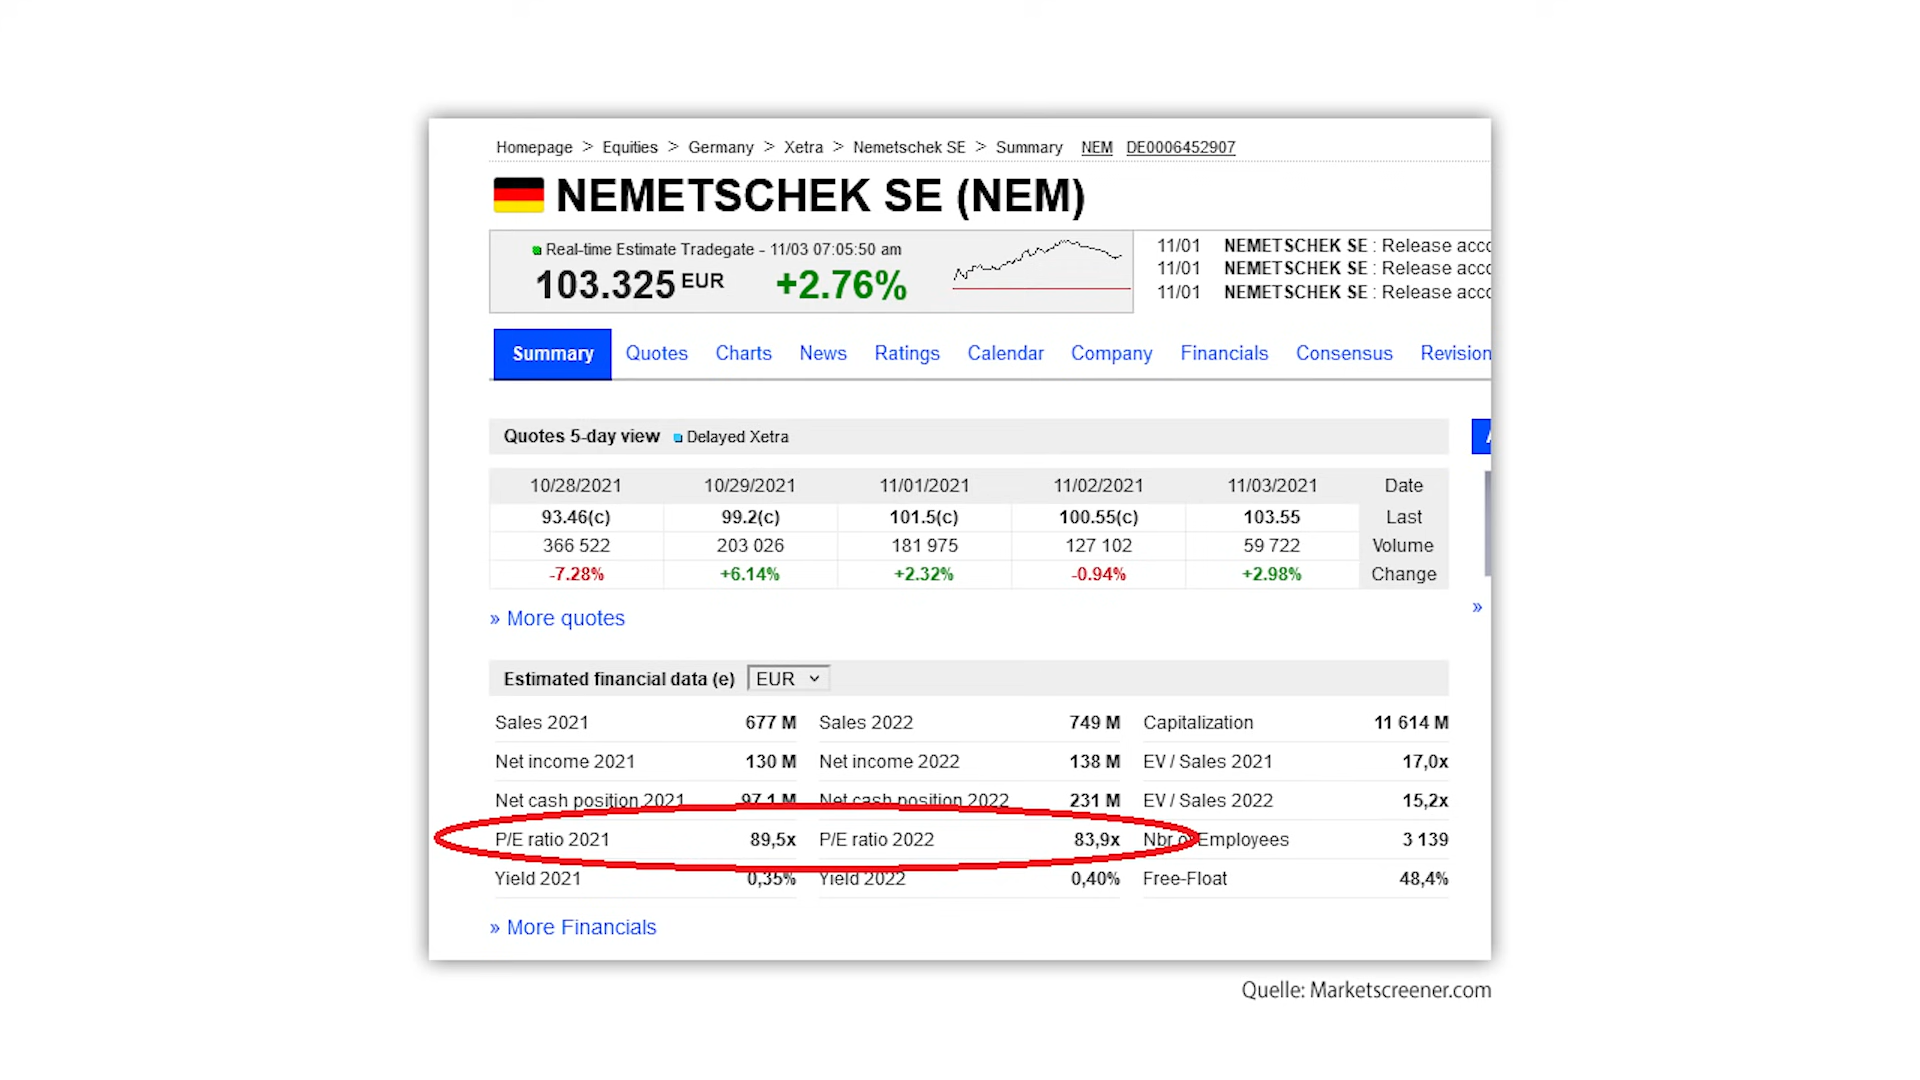 Homepage > Equities > Germany > Xetra > Nemetschek SE > Summary NEM DE0006452907
NEMETSCHEK SE (NEM)
Real-time Estimate Tradegate - 11/03 07:05:50 am
103.325 EUR +2.76%
11/01 NEMETSCHEK SE : Release acco
11/01 NEMETSCHEK SE : Release acco
11/01 NEMETSCHEK SE : Release acco
Summary Quotes Charts News Ratings Calendar Company Financials Consensus Revision
Quotes 5-day view Delayed Xetra
10/28/2021 10/29/2021 11/01/2021 11/02/2021 11/03/2021 Date
93.46(c) 99.2(c) 101.5(c) 100.55(c) 103.55 Last
366 522 203 026 181 975 127 102 59 722 Volume
-7.28% +6.14% +2.32% -0.94% +2.98% Change
» More quotes
»
Estimated financial data (e) EUR
Sales 2021 677 M Sales 2022 749 M Capitalization 11 614 M
Net income 2021 130 M Net income 2022 138 M EV / Sales 2021 17,0x
Net cash position 2021 97,1 M Net cash position 2022 231 M EV / Sales 2022 15,2x
P/E ratio 2021 89,5x P/E ratio 2022 83,9x Nbr of Employees 3 139
Yield 2021 0,35% Yield 2022 0,40% Free-Float 48,4%
» More Financials
Quelle: Marketscreener.com